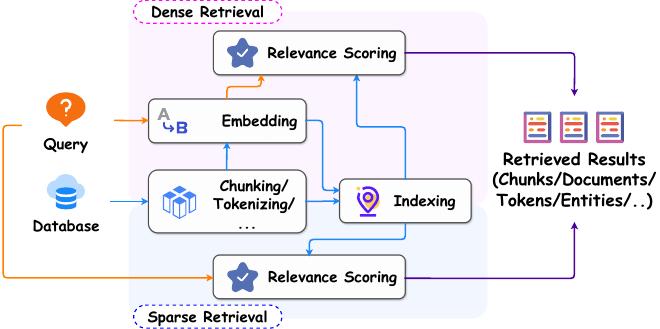 Dense Retrieval
Relevance Scoring
A
B
Embedding
Query
Chunking/
Tokenizing/
...
Database
Indexing
Retrieved Results
(Chunks/Documents/
Tokens/Entities/..)
Relevance Scoring
Sparse Retrieval